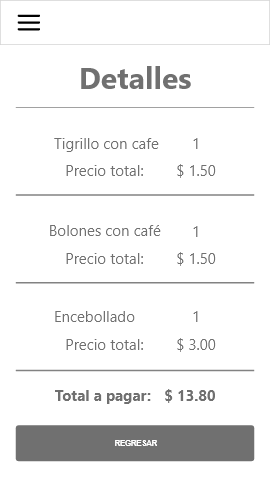 Detalles
Tigrillo con cafe 1
Precio total: $ 1.50
Bolones con café 1
Precio total: $ 1.50
Encebollado 1
Precio total: $ 3.00
Total a pagar: $ 13.80
REGRESAR